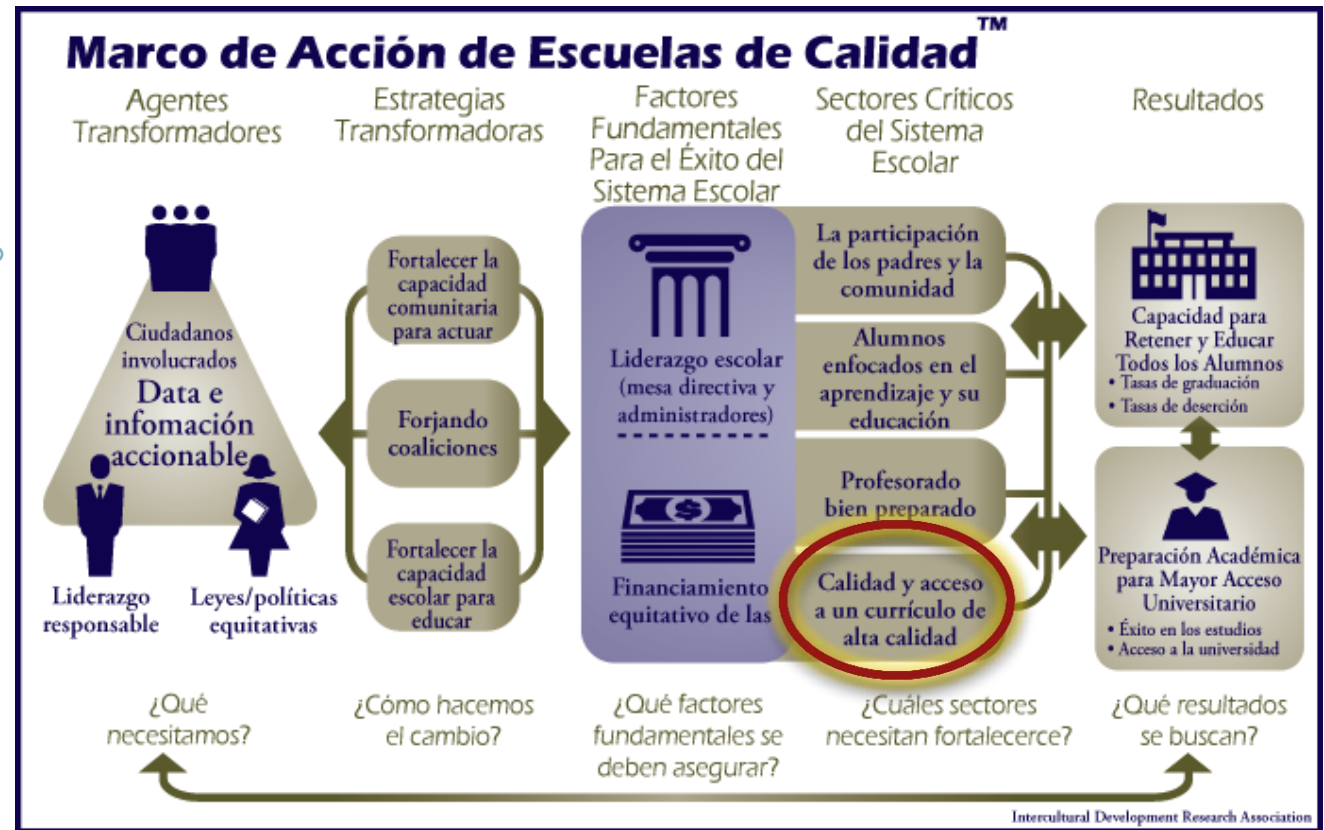 Marco de Acción de Escuelas de Calidad™
Agentes
Transformadores
Estrategias
Transformadoras
Factores
Fundamentales
Para el Éxito del
Sistema Escolar
Sectores Críticos
del Sistema
Escolar
Resultados
Ciudadanos
involucrados
Data e
infomación
accionable
Liderazgo
responsable
Leyes/políticas
equitativas
Fortalecer la
capacidad
comunitaria
para actuar
Forjando
coaliciones
Fortalecer la
capacidad
escolar para
educar
Liderazgo escolar
(mesa directiva y
administradores)
Financiamiento
equitativo de las
La participación
de los padres y la
comunidad
Alumnos
enfocados en el
aprendizaje y su
educación
Profesorado
bien preparado
Calidad y acceso
a un currículo de
alta calidad
Capacidad para
Retener y Educar
Todos los Alumnos
• Tasas de graduación
• Tasas de deserción
Preparación Académica
para Mayor Acceso
Universitario
• Éxito en los estudios
• Acceso a la universidad
¿Qué
necesitamos?
¿Cómo hacemos
el cambio?
¿Qué factores
fundamentales se
deben asegurar?
¿Cuáles sectores
necesitan fortalecerce?
¿Qué resultados
se buscan?
Intercultural Development Research Association